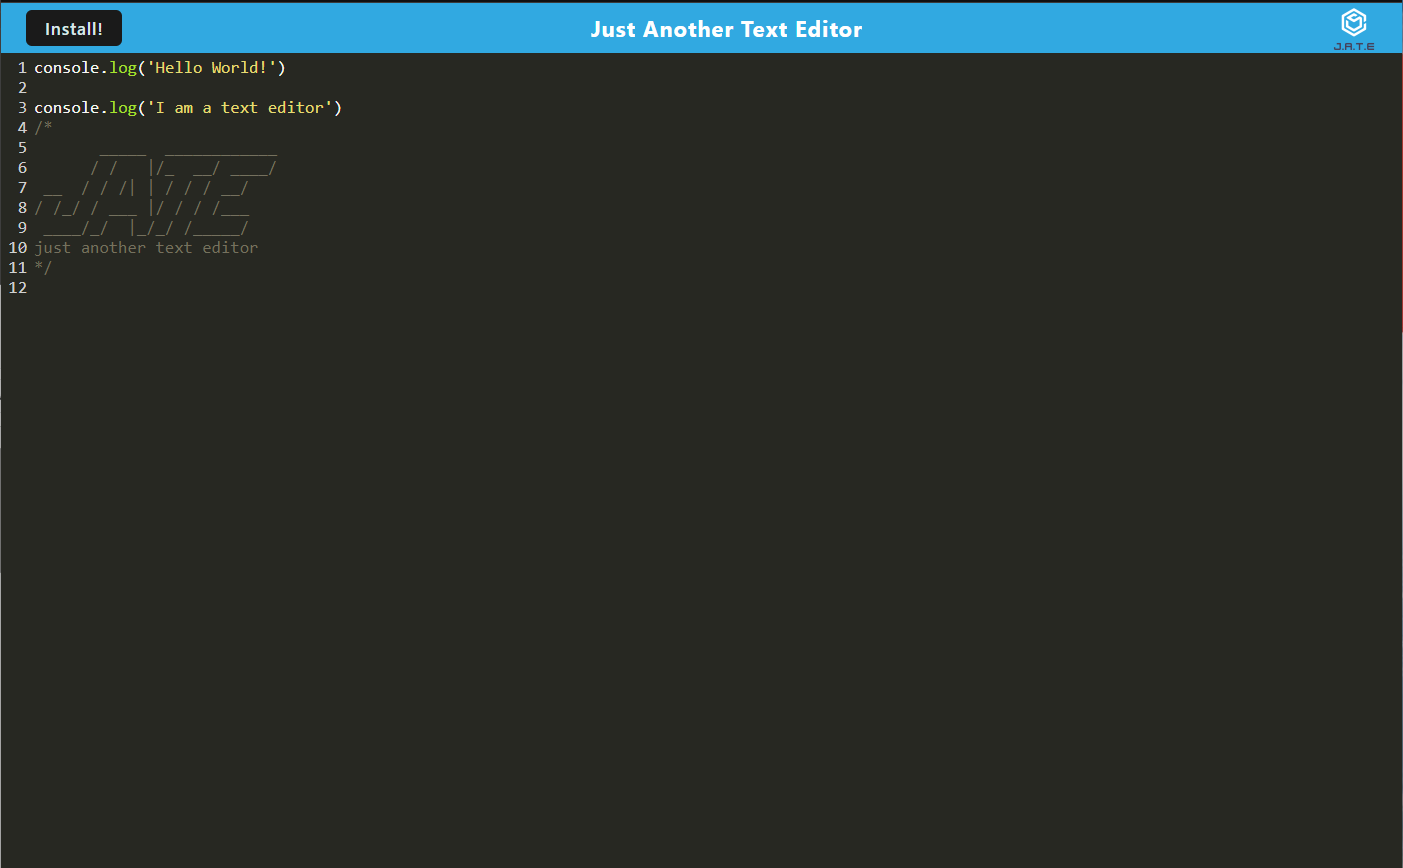 Install!
Just Another Text Editor
J.A.T.E
1 console.log('Hello World!')
2
3 console.log('I am a text editor')
4 /*
5        _____  ____________
6       / /   |/_  __/ ____/
7  __  / / /| | / / / __/
8 / /_/ / ___ |/ / / /___
9  ____/_/  |_/_/ /_____/
10 just another text editor
11 */
12